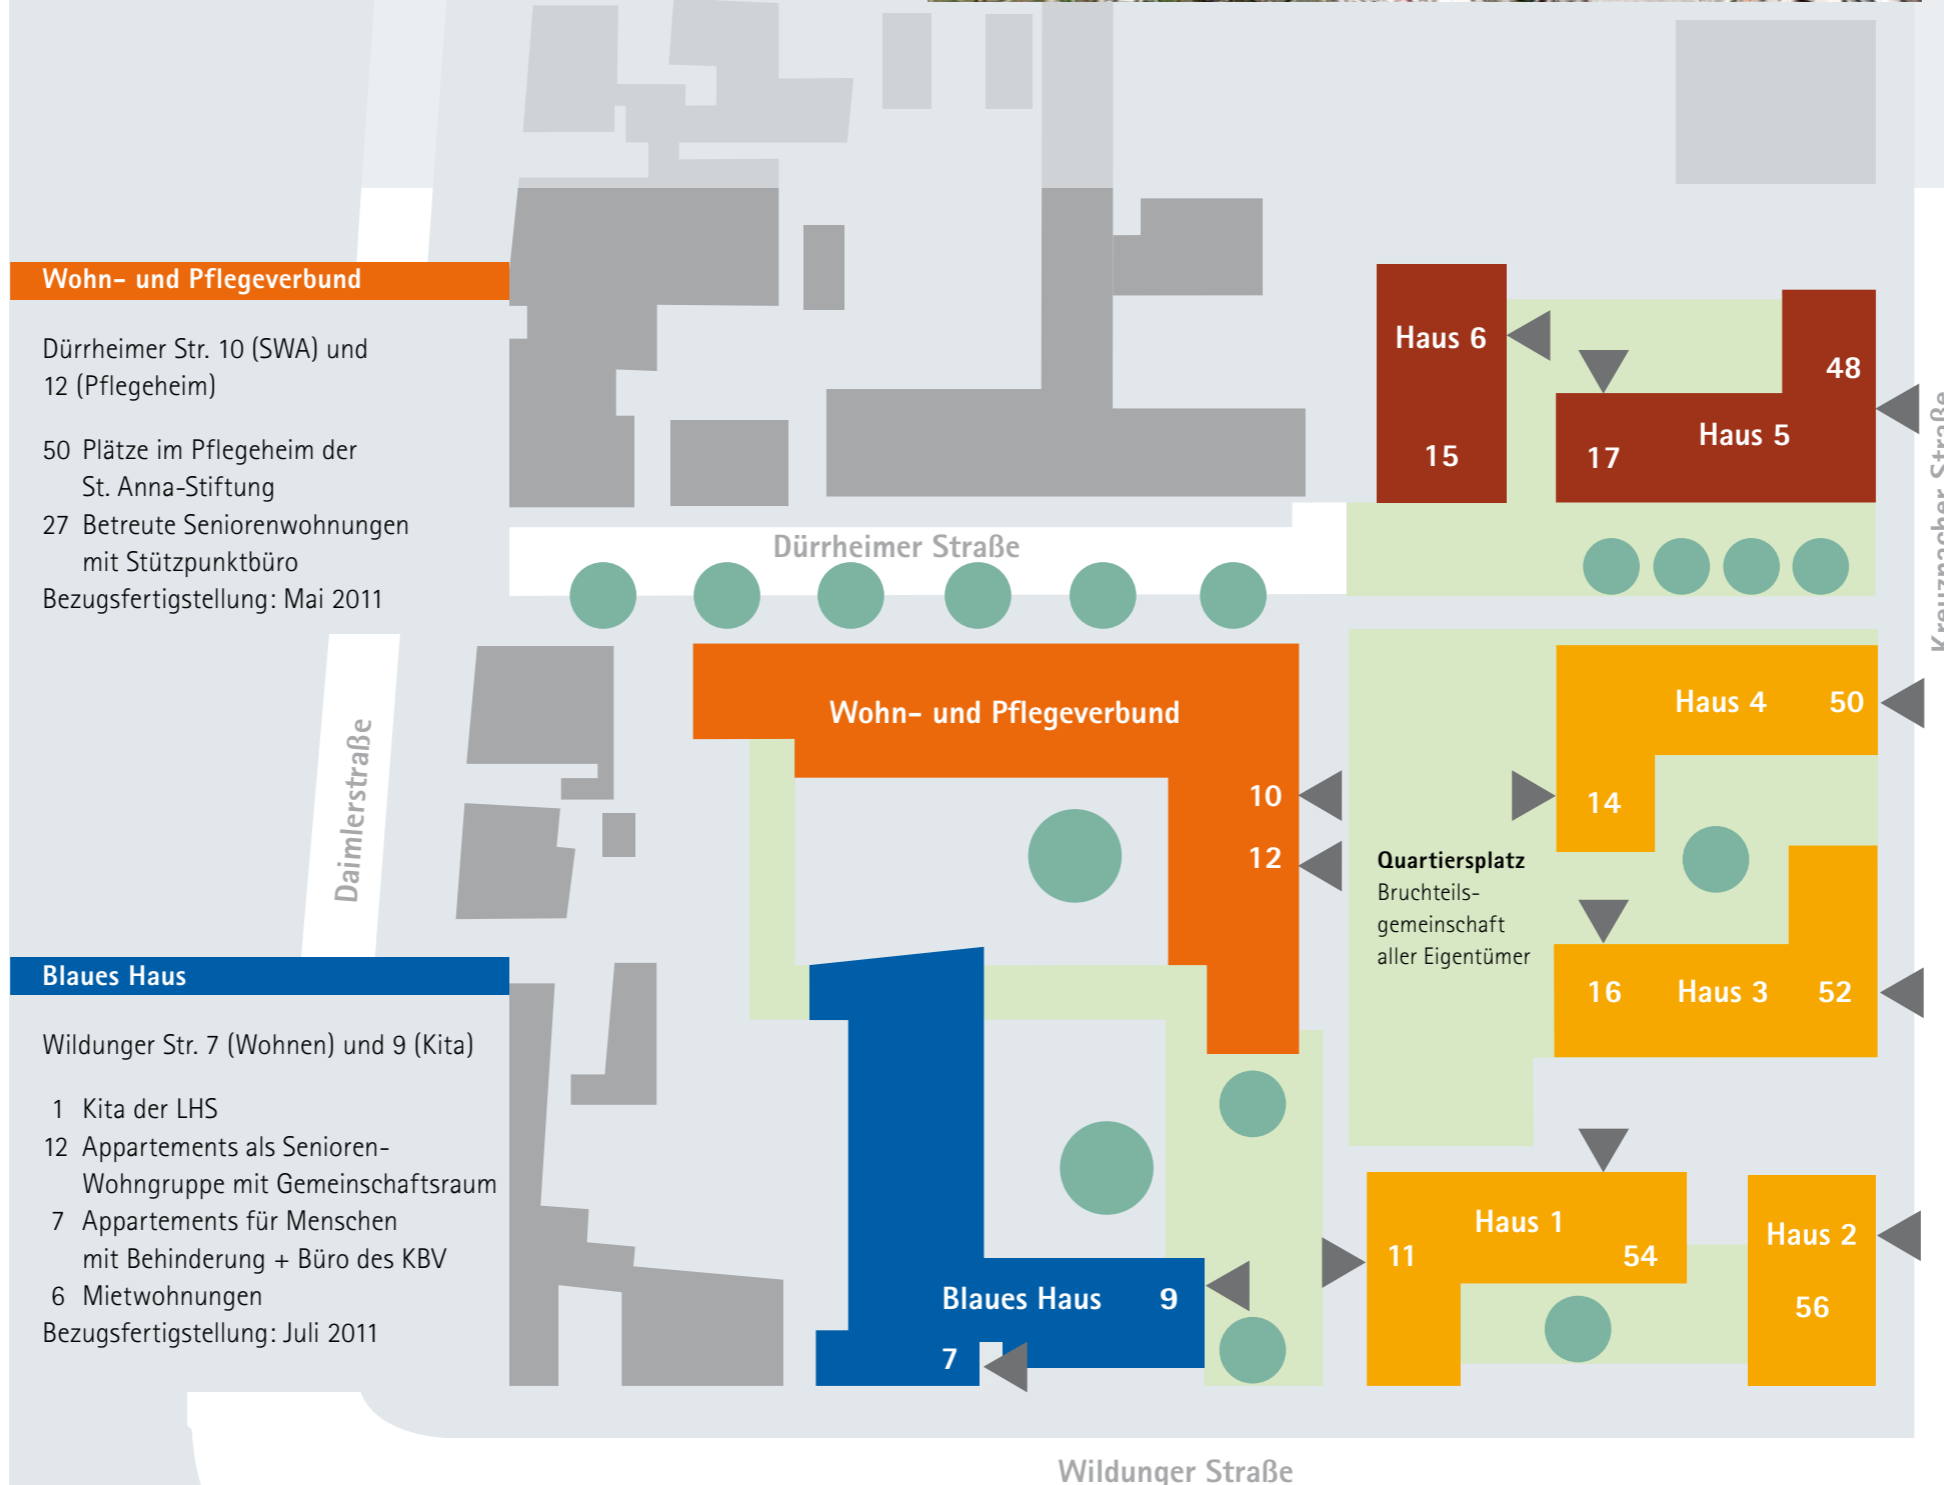 Wohn- und Pflegeverbund
Dürrheimer Str. 10 (SWA) und
12 (Pflegeheim)
50 Plätze im Pflegeheim der
St. Anna-Stiftung
27 Betreute Seniorenwohnungen
mit Stützpunktbüro
Bezugsfertigstellung: Mai 2011
Daimlerstraße
Blaues Haus
Wildunger Str. 7 (Wohnen) und 9 (Kita)
1 Kita der LHS
12 Appartements als Senioren-
Wohngruppe mit Gemeinschaftsraum
7 Appartements für Menschen
mit Behinderung + Büro des KBV
6 Mietwohnungen
Bezugsfertigstellung: Juli 2011
Haus 6
15
48
Haus 5
17
Kreuznacher Straße
Dürrheimer Straße
Wohn- und Pflegeverbund
10
12
Haus 4 50
14
Quartiersplatz
Bruchteils-
gemeinschaft
aller Eigentümer
16 Haus 3 52
Haus 1
11
54
Haus 2
56
Blaues Haus 9
7
Wildunger Straße